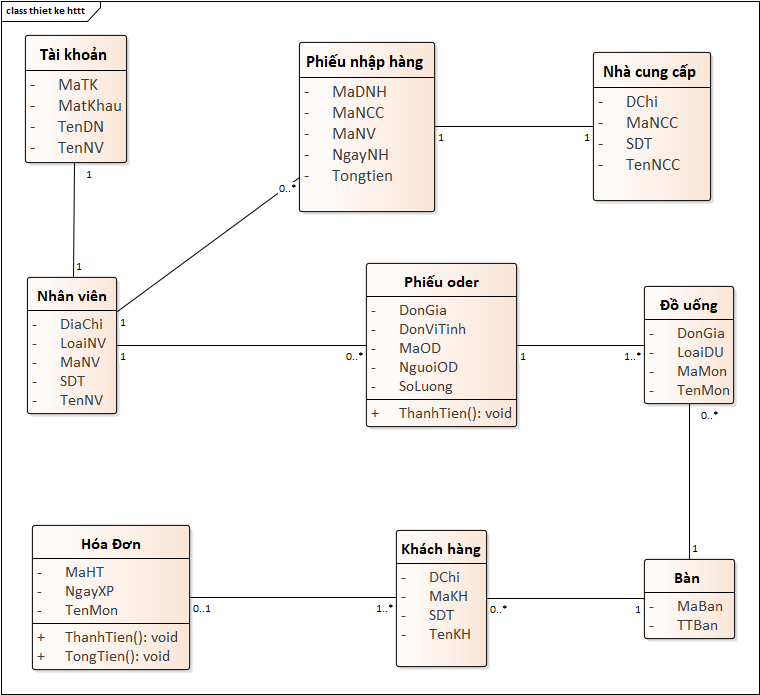 class thiet ke httt
Tài khoản
- MaTK
- MatKhau
- TenDN
- TenNV
1
1
Phiếu nhập hàng
- MaDNH
- MaNCC
- MaNV
- NgayNH
- Tongtien
1
1
0..*
Nhà cung cấp
- DChi
- MaNCC
- SDT
- TenNCC
Nhân viên
- DiaChi
- LoaiNV
- MaNV
- SDT
- TenNV
1
1
0..*
Phiếu oder
- DonGia
- DonViTinh
- MaOD
- NguoiOD
- SoLuong
+ ThanhTien(): void
1
1..*
Đồ uống
- DonGia
- LoaiDU
- MaMon
- TenMon
0..*
1
Hóa Đơn
- MaHT
- NgayXP
- TenMon
+ ThanhTien(): void
+ TongTien(): void
0..1
1..*
Khách hàng
- DChi
- MaKH
- SDT
- TenKH
0..*
1
Bàn
- MaBan
- TTBan